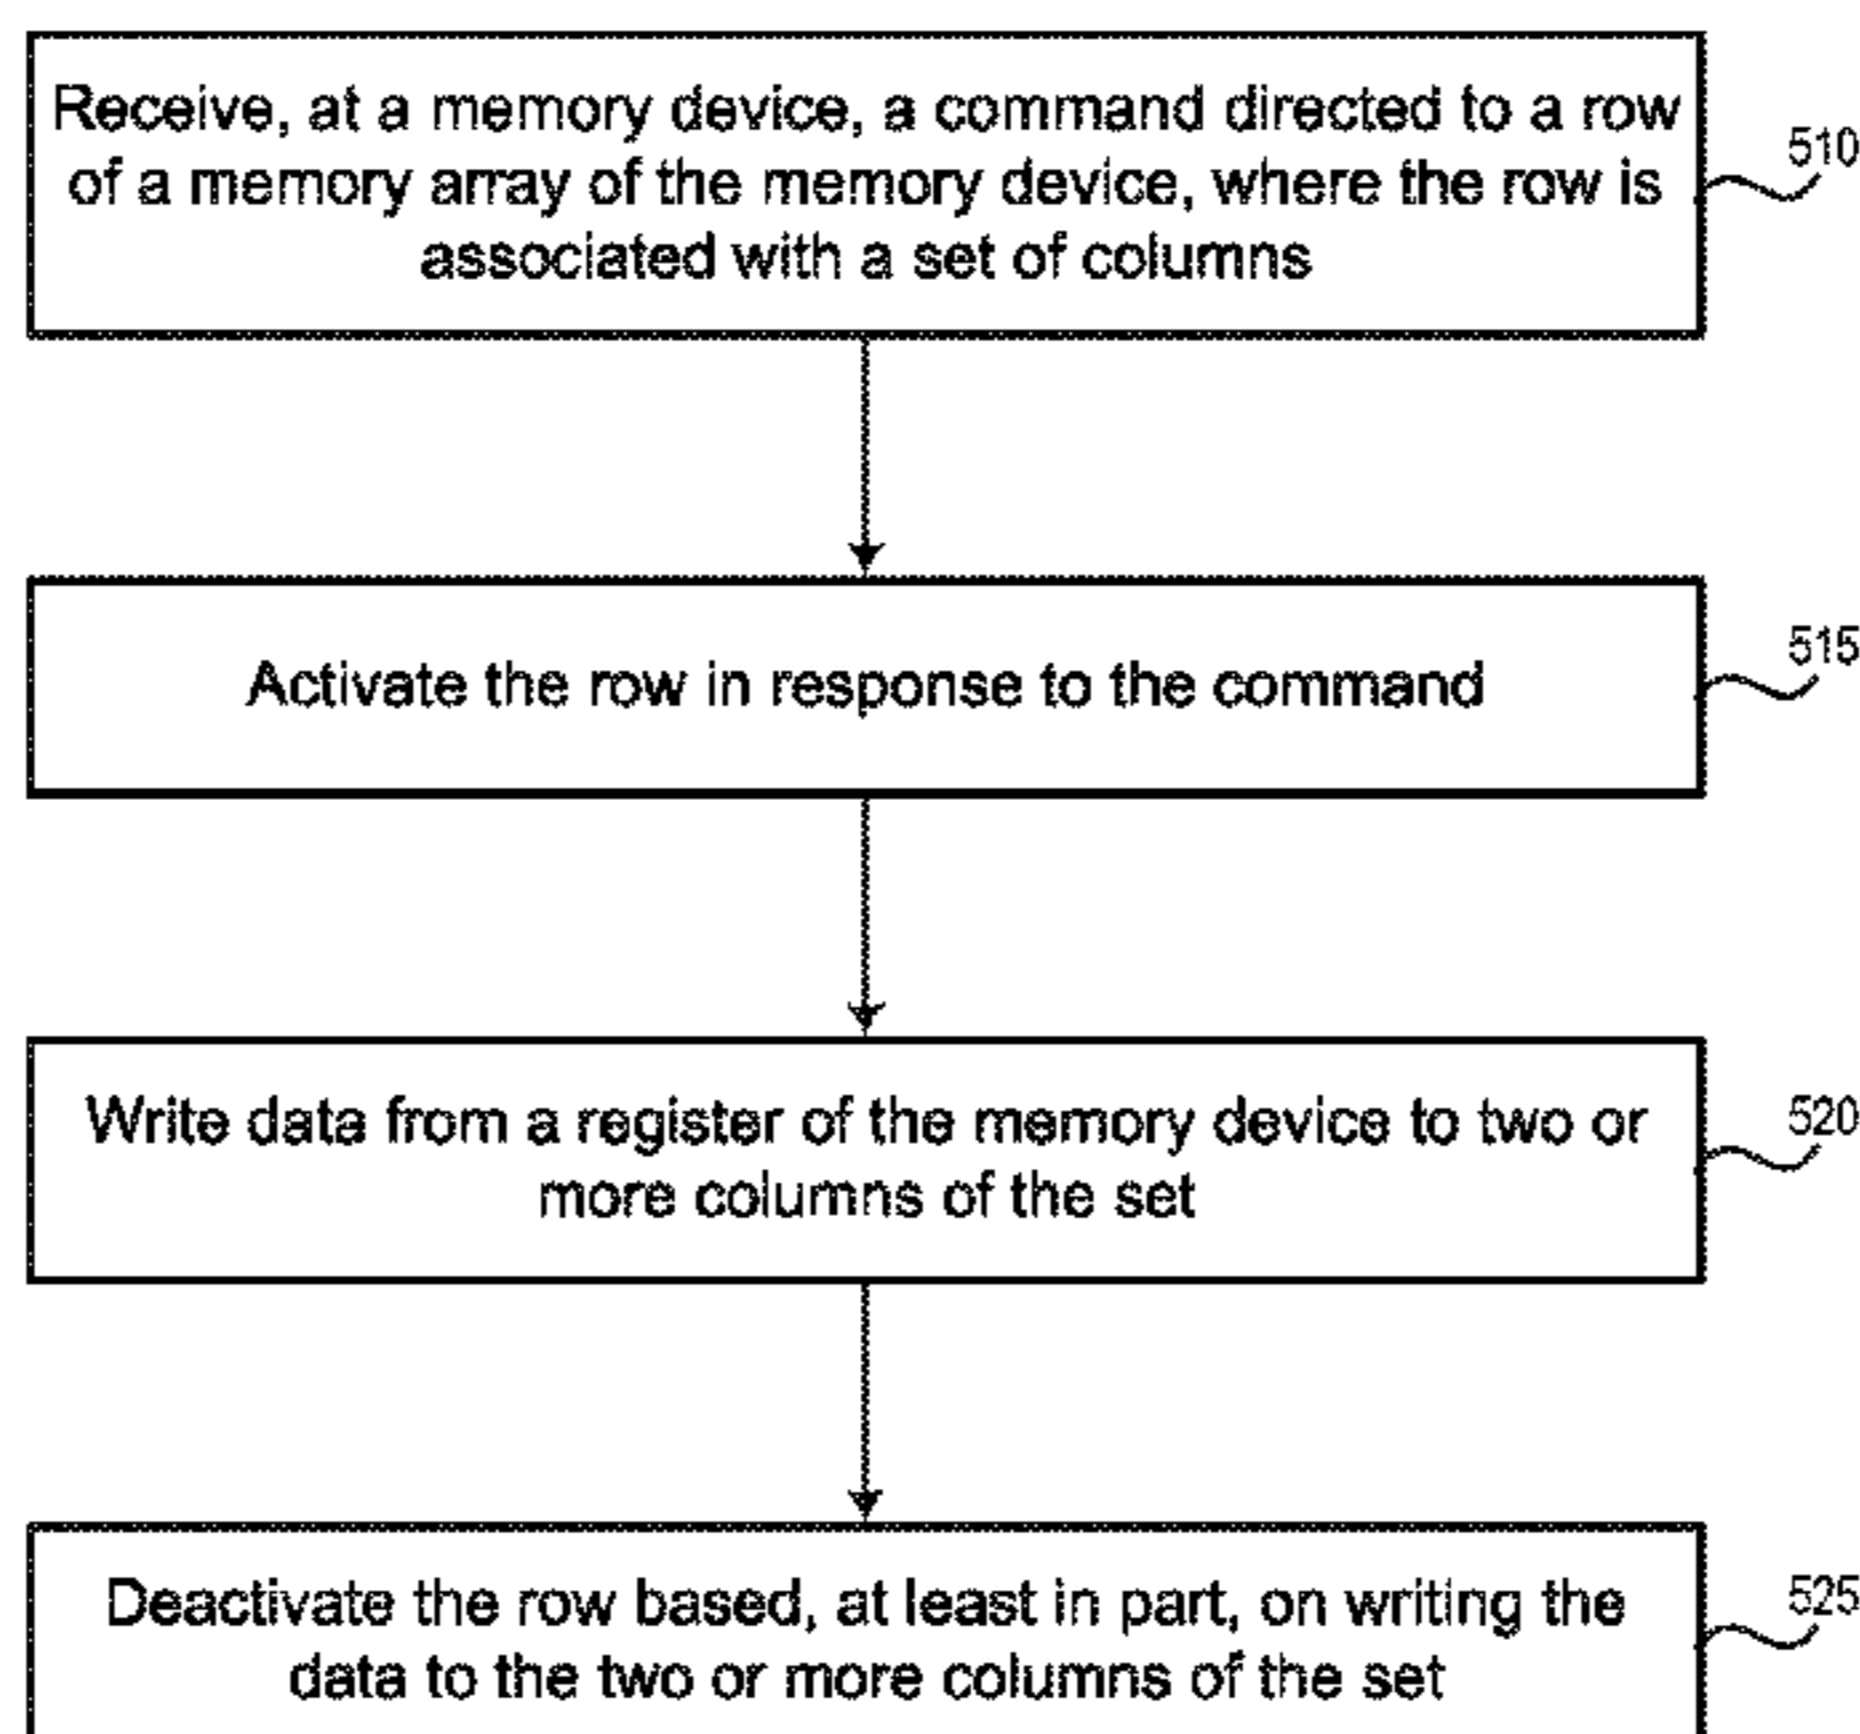 Receive, at a memory device, a command directed to a row
of a memory array of the memory device, where the row is
associated with a set of columns
510
Activate the row in response to the command
515
Write data from a register of the memory device to two or
more columns of the set
520
Deactivate the row based, at least in part, on writing the
data to the two or more columns of the set
525